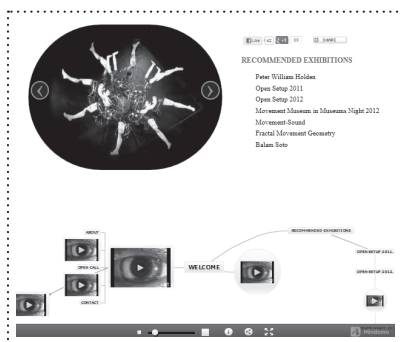 Like
SHARE
RECOMMENDED EXHIBITIONS
Peter William Holden
Open Setup 2011
Open Setup 2012
Movement Museum in Museums Night 2012
Movement-Sound
Fractal Movement Geometry
Balam Soto
RECOMMENDED EXHIBITIONS
ABOUT
OPEN SETUP 2011.
OPEN CALL
WELCOME
OPEN SETUP 2012.
CONTACT
Mindomo